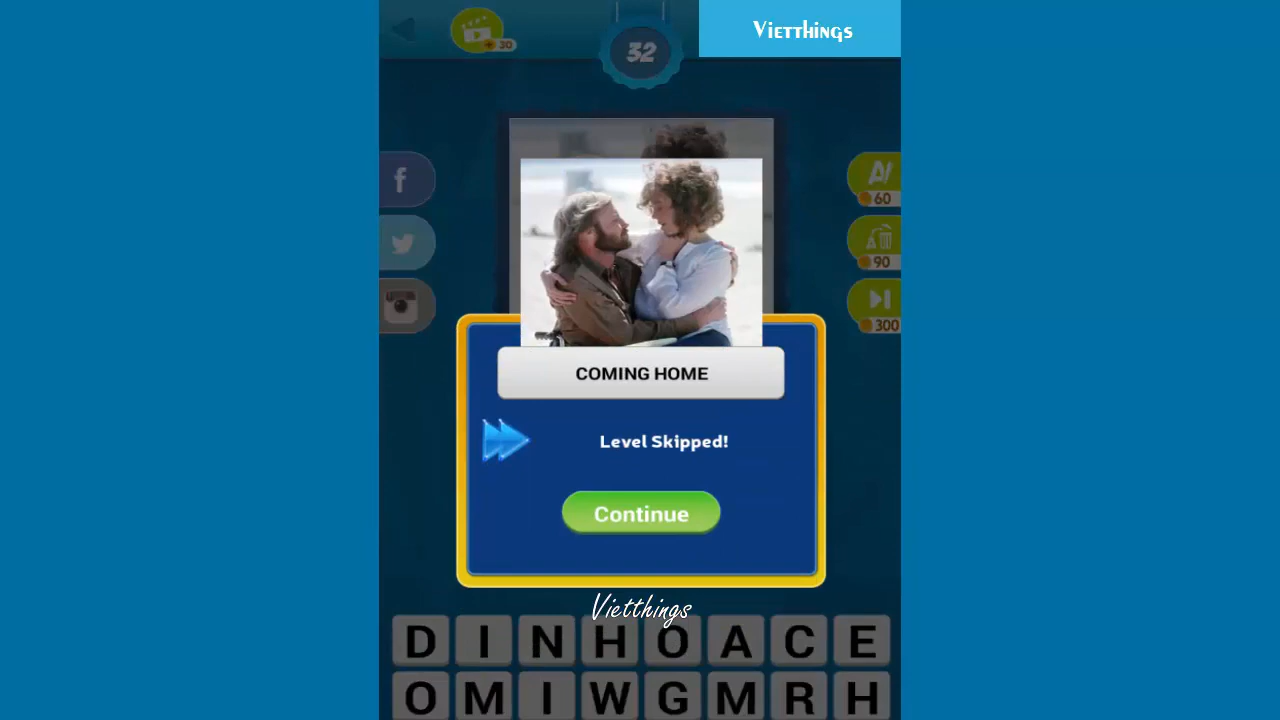 Vietthings
+ 30
32
f
A/
60
A
90
300
COMING HOME
Level Skipped!
Continue
Vietthings
D I N H O A C E
O M I W G M R H